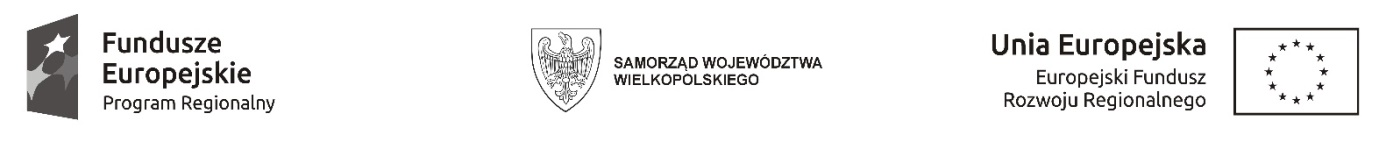 Fundusze
Europejskie
Program Regionalny
SAMORZĄD WOJEWÓDZTWA
WIELKOPOLSKIEGO
Unia Europejska
Europejski Fundusz
Rozwoju Regionalnego